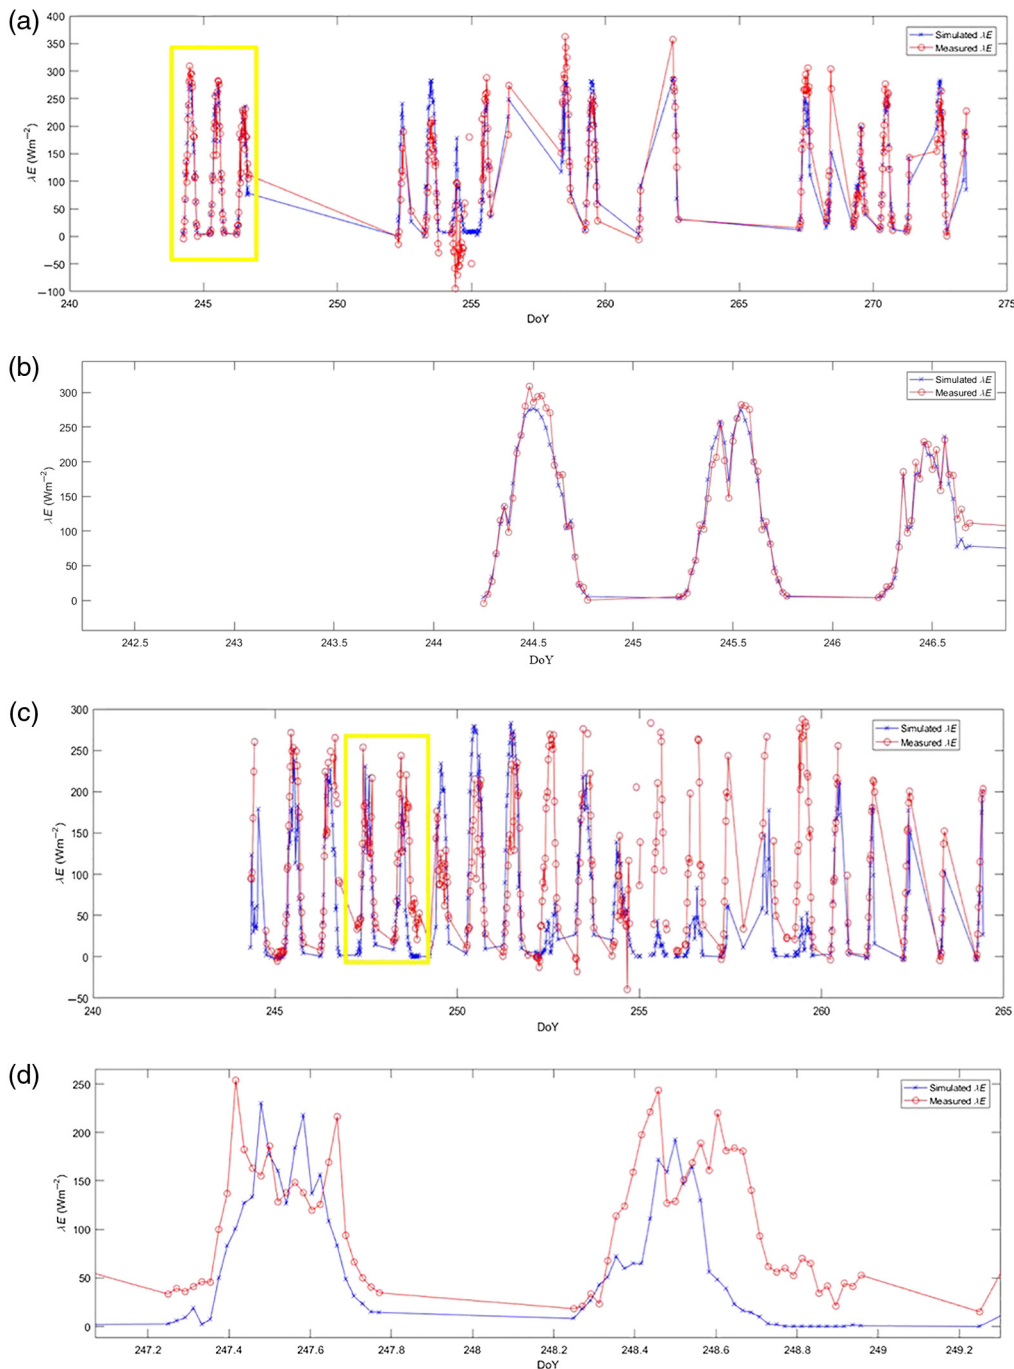 (a)
400
350
300
250
200
150
100
50
0
−50
−100
λE (Wm−2)
Simulated λE
Measured λE
240 245 250 255 260 265 270 275
DoY
(b)
300
250
200
150
100
50
0
λE (Wm−2)
Simulated λE
Measured λE
242.5 243 243.5 244 244.5 245 245.5 246 246.5
DoY
(c)
300
250
200
150
100
50
0
−50
λE (Wm−2)
Simulated λE
Measured λE
240 245 250 255 260 265
DoY
(d)
250
200
150
100
50
0
λE (Wm−2)
Simulated λE
Measured λE
247.2 247.4 247.6 247.8 248 248.2 248.4 248.6 248.8 249 249.2
DoY